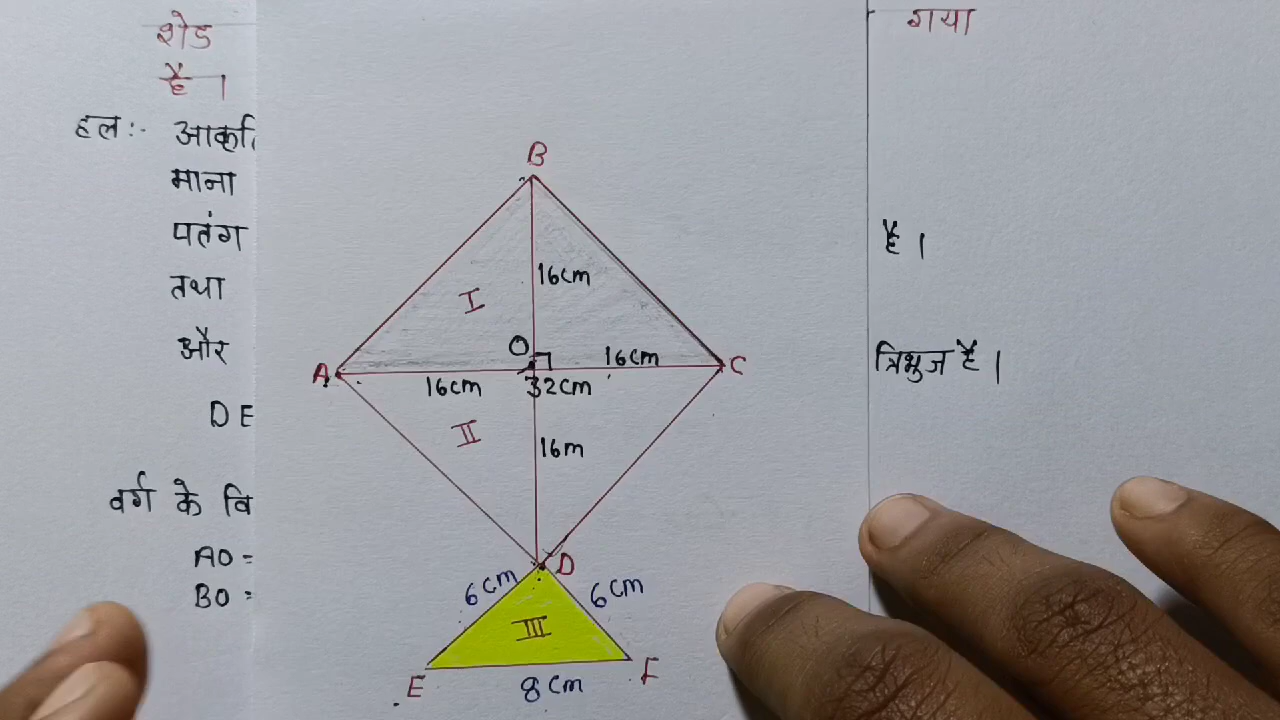 शेड
है।
हल:- आकृति
माना
पतंग
तथा
और
DE
वर्ग के वि
AO =
BO =
B
16cm
I
O
16cm
A
C
16cm
32cm
II
16m
D
6cm
6cm
III
E
F
8cm
गया
है।
त्रिभुज है।